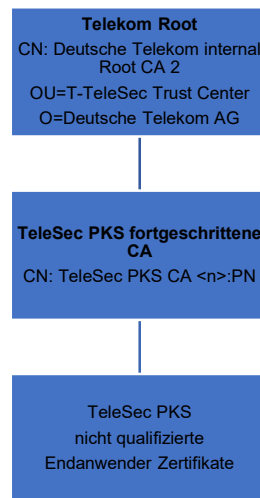 Telekom Root
CN: Deutsche Telekom internal
Root CA 2
OU=T-TeleSec Trust Center
O=Deutsche Telekom AG
TeleSec PKS fortgeschrittene
CA
CN: TeleSec PKS CA <n>:PN
TeleSec PKS
nicht qualifizierte
Endanwender Zertifikate